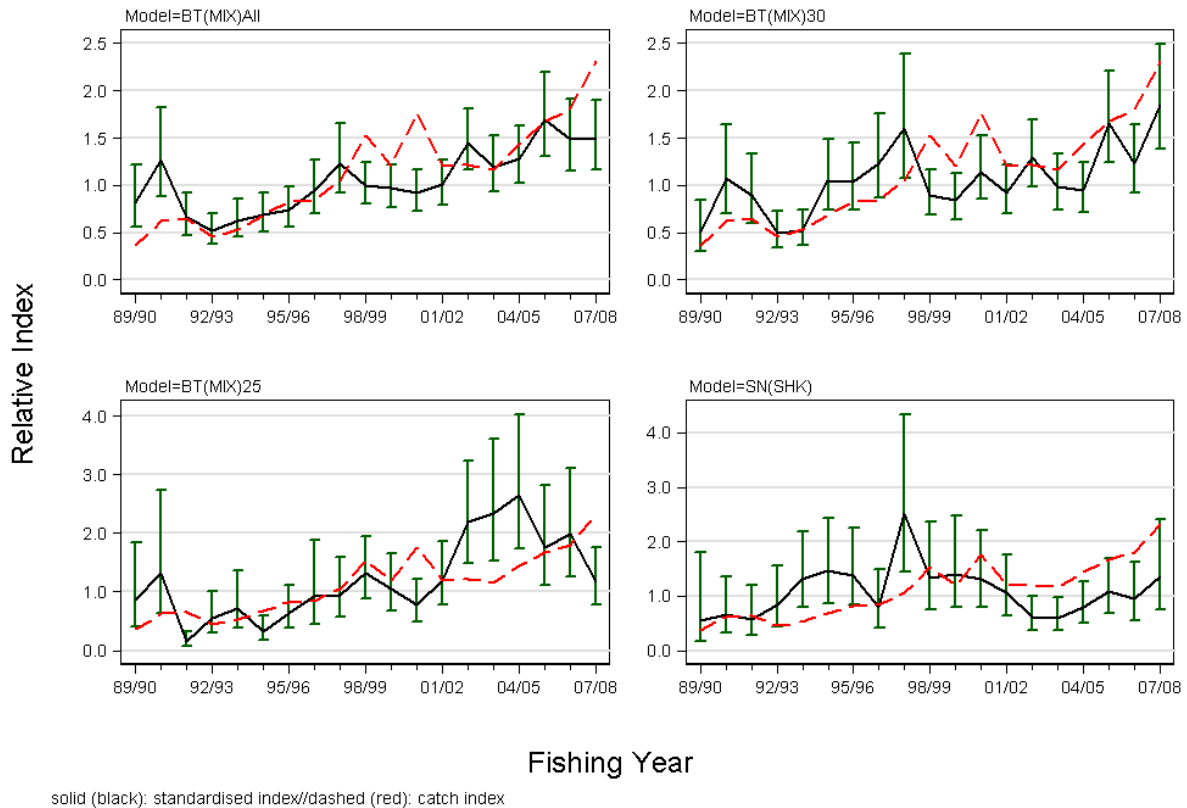 Model=BT(MIX)All
Model=BT(MIX)30
2.5
2.0
1.5
1.0
0.5
0.0
89/90 92/93 95/96 98/99 01/02 04/05 07/08
2.5
2.0
1.5
1.0
0.5
0.0
89/90 92/93 95/96 98/99 01/02 04/05 07/08
Relative Index
Model=BT(MIX)25
Model=SN(SHK)
4.0
3.0
2.0
1.0
0.0
89/90 92/93 95/96 98/99 01/02 04/05 07/08
4.0
3.0
2.0
1.0
0.0
89/90 92/93 95/96 98/99 01/02 04/05 07/08
Fishing Year
solid (black): standardised index//dashed (red): catch index